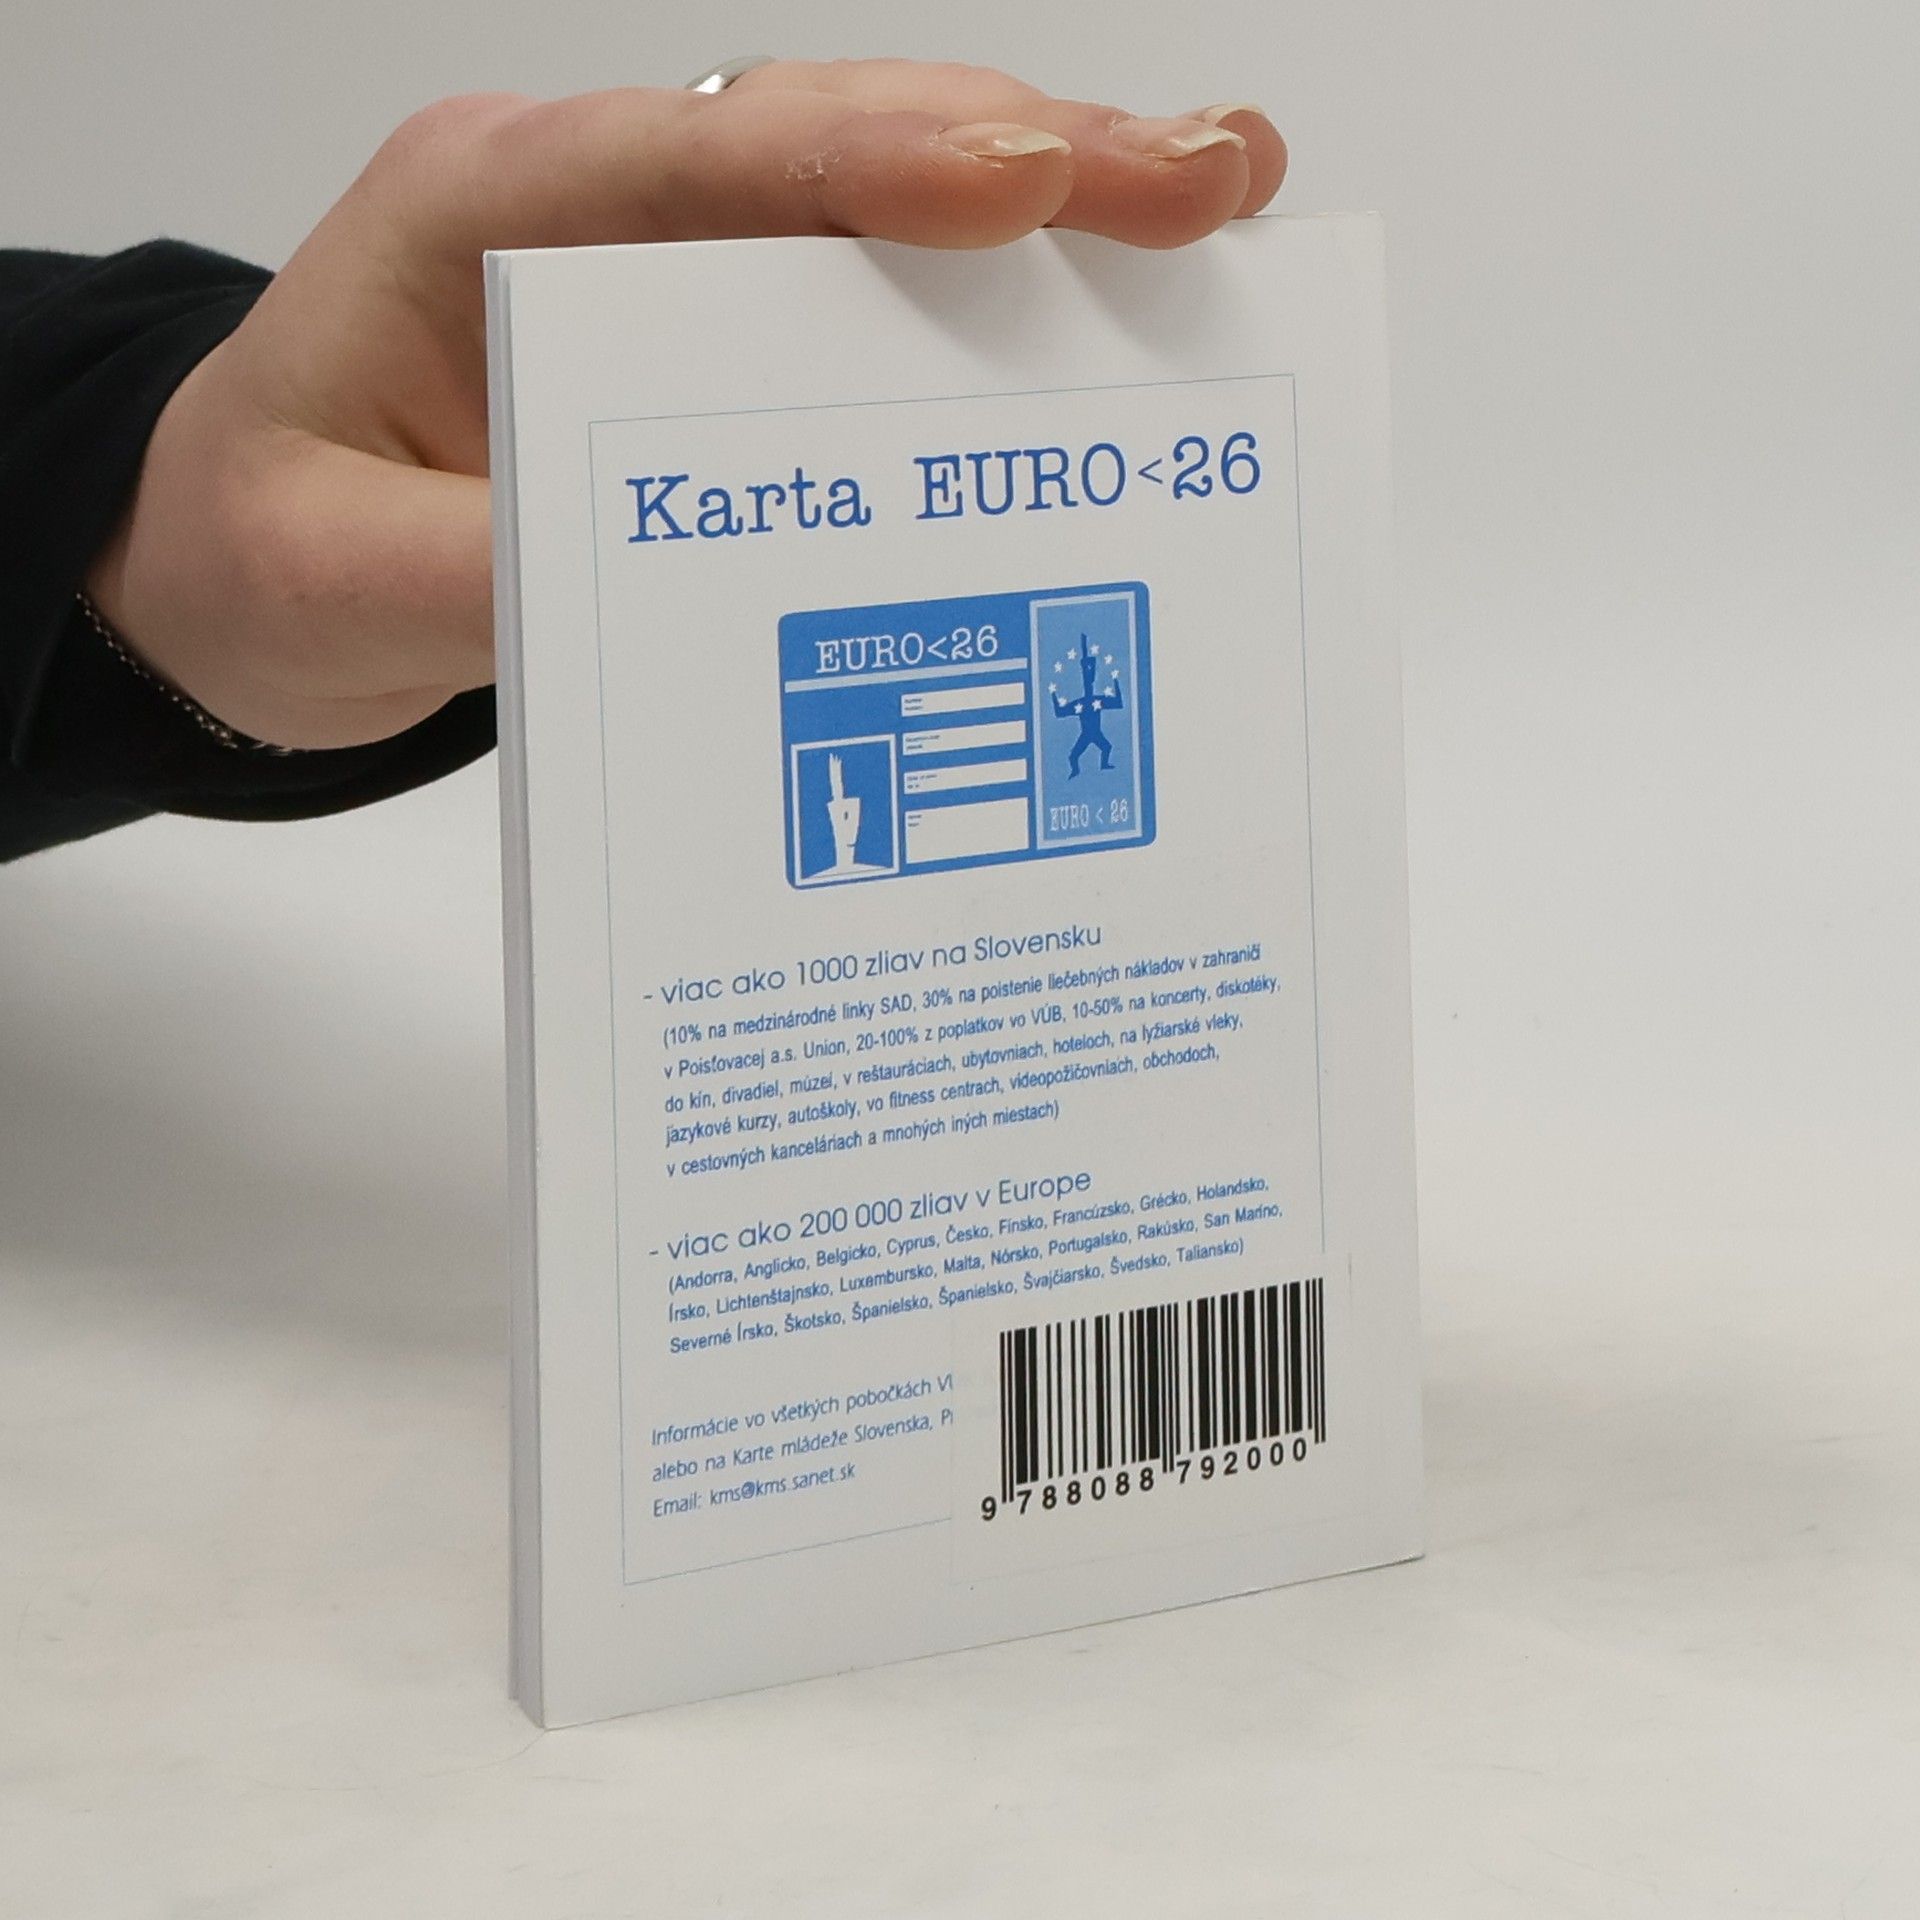 Karta EURO<26
EURO<26
EURO < 26
- viac ako 1000 zliav na Slovensku
(10% na medzinárodné linky SAD, 30% na poistenie liečebných nákladov v zahraničí
v Poisťovacej a.s. Union, 20-100% z poplatkov vo VÚB, 10-50% na koncerty, diskotéky,
do kín, divadiel, múzeí, v reštauráciach, ubytovniach, hoteloch, na lyžiarské vleky,
jazykové kurzy, autoškoly, vo fitness centrach, videopožičovniach, obchodoch,
v cestovných kanceláriach a mnohých iných miestach)
- viac ako 200 000 zliav v Europe
(Andorra, Anglicko, Belgicko, Cyprus, Česko, Fínsko, Francúzsko, Grécko, Holandsko,
Írsko, Lichtenštajnsko, Luxembursko, Malta, Nórsko, Portugalsko, Rakúsko, San Maríno,
Severné Írsko, Škotsko, Španielsko, Španielsko, Švajčiarsko, Švedsko, Taliansko)
Informácie vo všetkých pobočkách
alebo na Karte mládeže Slovenska,
Email: kms@kms.sanet.sk
9 788088 792000